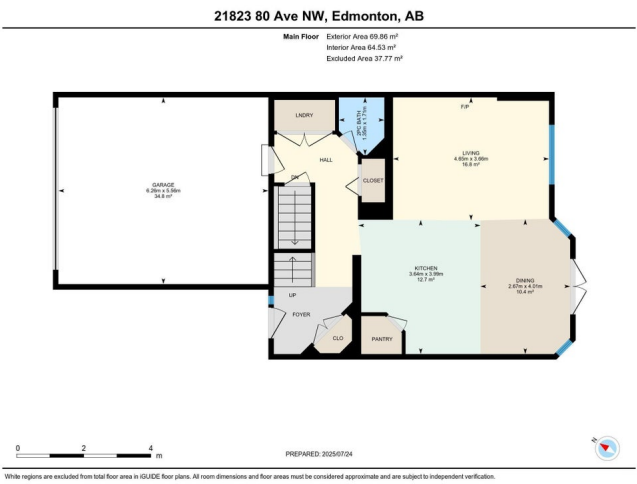 21823 80 Ave NW, Edmonton, AB
Main Floor Exterior Area 69.86 m²
Interior Area 64.53 m²
Excluded Area 37.77 m²
F/P
LNDRY
2PC BATH
1.35m x 1.71m
HALL
LIVING
4.83m x 3.66m
16.8 m²
DN
CLOSET
GARAGE
6.26m x 5.56m
34.8 m²
KITCHEN
3.64m x 3.99m
12.7 m²
DINING
2.67m x 4.01m
10.4 m²
UP
FOYER
CLO
PANTRY
N
0 2 4
m
PREPARED: 2025/07/24
White regions are excluded from total floor area in iGUIDE floor plans. All room dimensions and floor areas must be considered approximate and are subject to independent verification.